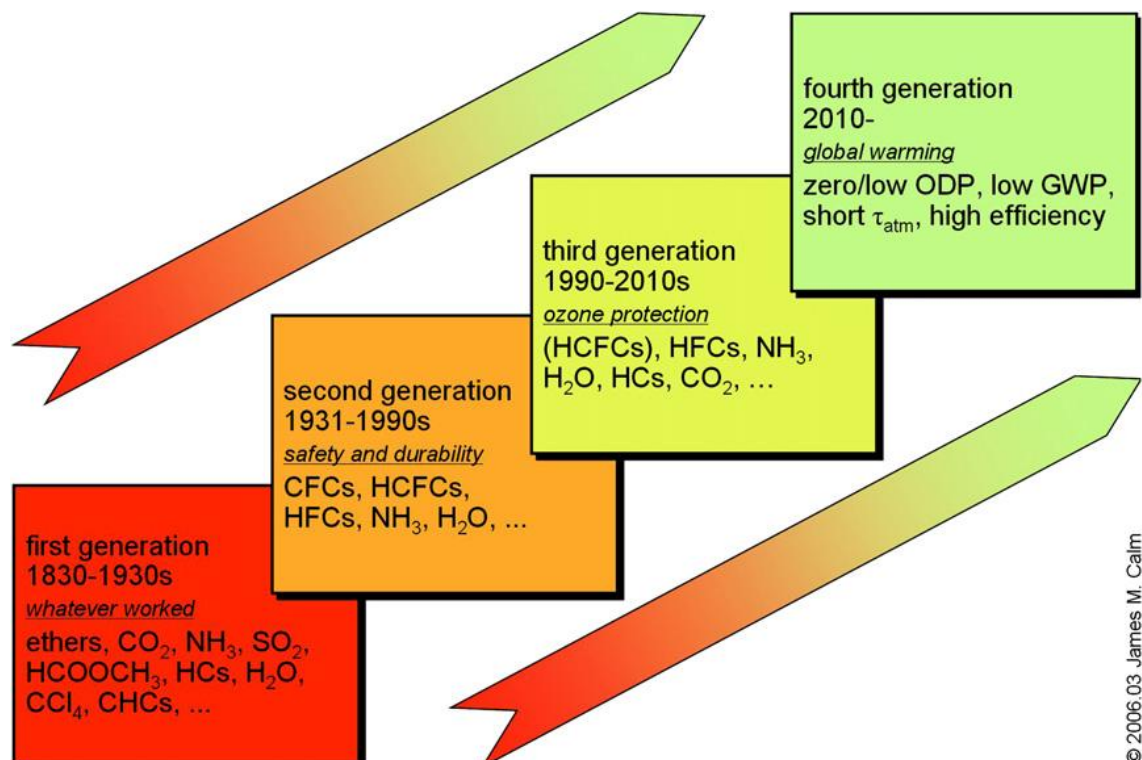 fourth generation
2010-
global warming
zero/low ODP, low GWP,
short τatm, high efficiency
third generation
1990-2010s
ozone protection
(HCFCs), HFCs, NH₃,
H₂O, HCs, CO₂, …
second generation
1931-1990s
safety and durability
CFCs, HCFCs,
HFCs, NH₃, H₂O, ...
first generation
1830-1930s
whatever worked
ethers, CO₂, NH₃, SO₂,
HCOOCH₃, HCs, H₂O,
CCl₄, CHCs, ...
© 2006.03 James M. Calm